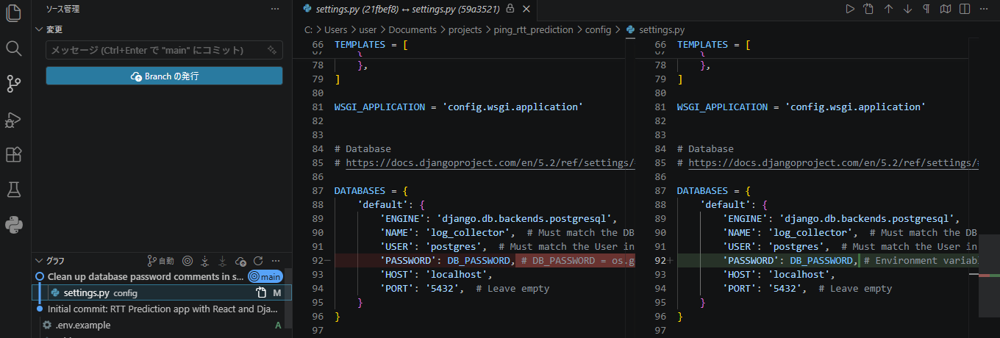 ソース管理
変更
メッセージ (Ctrl+Enter で "main" にコミット)
Branch の発行
グラフ
自動
Clean up database password comments in s... main
settings.py config M
Initial commit: RTT Prediction app with React and Dja...
.env.example A
settings.py (21fbef8) ↔ settings.py (59a3521)
C: > Users > user > Documents > projects > ping_rtt_prediction > config > settings.py
66 TEMPLATES = [
67 {
78 },
79 ]
80
81 WSGI_APPLICATION = 'config.wsgi.application'
82
83
84 # Database
85 # https://docs.djangoproject.com/en/5.2/ref/settings/
86
87 DATABASES = {
88 'default': {
89 'ENGINE': 'django.db.backends.postgresql',
90 'NAME': 'log_collector', # Must match the DB
91 'USER': 'postgres', # Must match the User in
92− 'PASSWORD': DB_PASSWORD, # DB_PASSWORD = os.g
93 'HOST': 'localhost',
94 'PORT': '5432', # Leave empty
95 }
96 }
97
66 TEMPLATES = [
67 {
78 },
79 ]
80
81 WSGI_APPLICATION = 'config.wsgi.application'
82
83
84 # Database
85 # https://docs.djangoproject.com/en/5.2/ref/settings/#
86
87 DATABASES = {
88 'default': {
89 'ENGINE': 'django.db.backends.postgresql',
90 'NAME': 'log_collector', # Must match the DB
91 'USER': 'postgres', # Must match the User in
92+ 'PASSWORD': DB_PASSWORD, # Environment variab
93 'HOST': 'localhost',
94 'PORT': '5432', # Leave empty
95 }
96 }
97